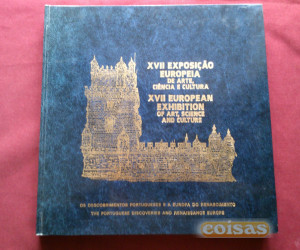 XVII EXPOSIÇÃO
EUROPEIA
DE ARTE,
CIÊNCIA E CULTURA
XVII EUROPEAN
EXHIBITION
OF ART, SCIENCE
AND CULTURE
OS DESCOBRIMENTOS PORTUGUESES E A EUROPA DO RENASCIMENTO
THE PORTUGUESE DISCOVERIES AND RENAISSANCE EUROPE
coisas